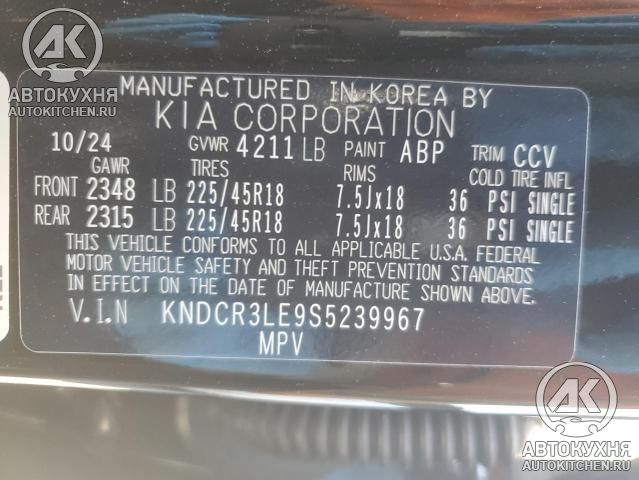 АК
АВТОКУХНЯ
AUTOKITCHEN.RU
MANUFACTURED IN KOREA BY
KIA CORPORATION
10/24 GVWR 4211 LB PAINT ABP TRIM CCV
GAWR TIRES RIMS COLD TIRE INFL
FRONT 2348 LB 225/45R18 7.5Jx18 36 PSI SINGLE
REAR 2315 LB 225/45R18 7.5Jx18 36 PSI SINGLE
THIS VEHICLE CONFORMS TO ALL APPLICABLE U.S.A. FEDERAL
MOTOR VEHICLE SAFETY AND THEFT PREVENTION STANDARDS
IN EFFECT ON THE DATE OF MANUFACTURE SHOWN ABOVE.
V.I.N KNDCR3LE9S5239967
MPV
АК
АВТОКУХНЯ
AUTOKITCHEN.RU